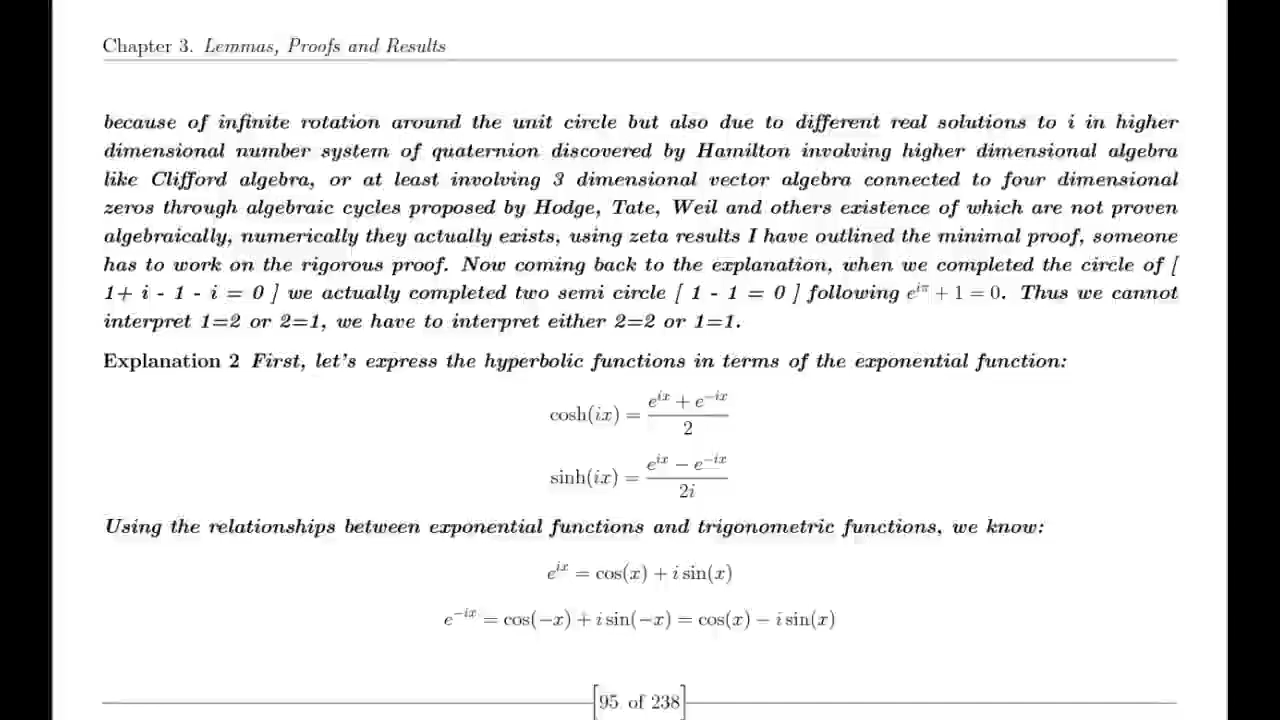 Chapter 3. Lemmas, Proofs and Results
because of infinite rotation around the unit circle but also due to different real solutions to i in higher
dimensional number system of quaternion discovered by Hamilton involving higher dimensional algebra
like Clifford algebra, or at least involving 3 dimensional vector algebra connected to four dimensional
zeros through algebraic cycles proposed by Hodge, Tate, Weil and others existence of which are not proven
algebraically, numerically they actually exists, using zeta results I have outlined the minimal proof, someone
has to work on the rigorous proof. Now coming back to the explanation, when we completed the circle of [
1+ i - 1 - i = 0 ] we actually completed two semi circle [ 1 - 1 = 0 ] following e^{iπ} + 1 = 0. Thus we cannot
interpret 1=2 or 2=1, we have to interpret either 2=2 or 1=1.
Explanation 2 First, let's express the hyperbolic functions in terms of the exponential function:
cosh(ix) = \frac{e^{ix} + e^{-ix}}{2}
sinh(ix) = \frac{e^{ix} − e^{-ix}}{2i}
Using the relationships between exponential functions and trigonometric functions, we know:
e^{ix} = cos(x) + i sin(x)
e^{-ix} = cos(−x) + i sin(−x) = cos(x) − i sin(x)
[95 of 238]